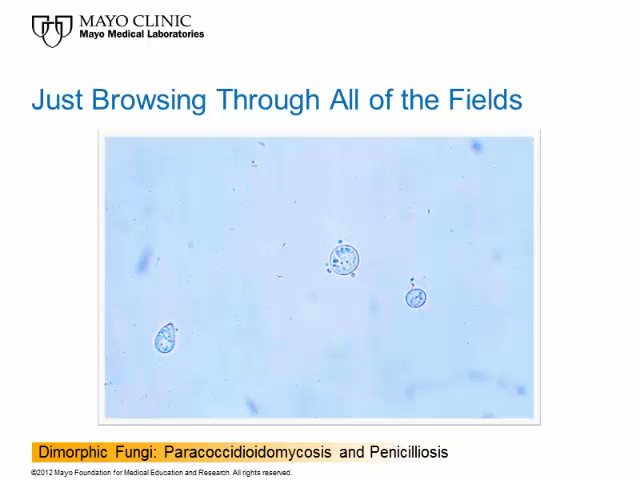 MAYO CLINIC
Mayo Medical Laboratories
Just Browsing Through All of the Fields
Dimorphic Fungi: Paracoccidioidomycosis and Penicilliosis
©2012 Mayo Foundation for Medical Education and Research. All rights reserved.